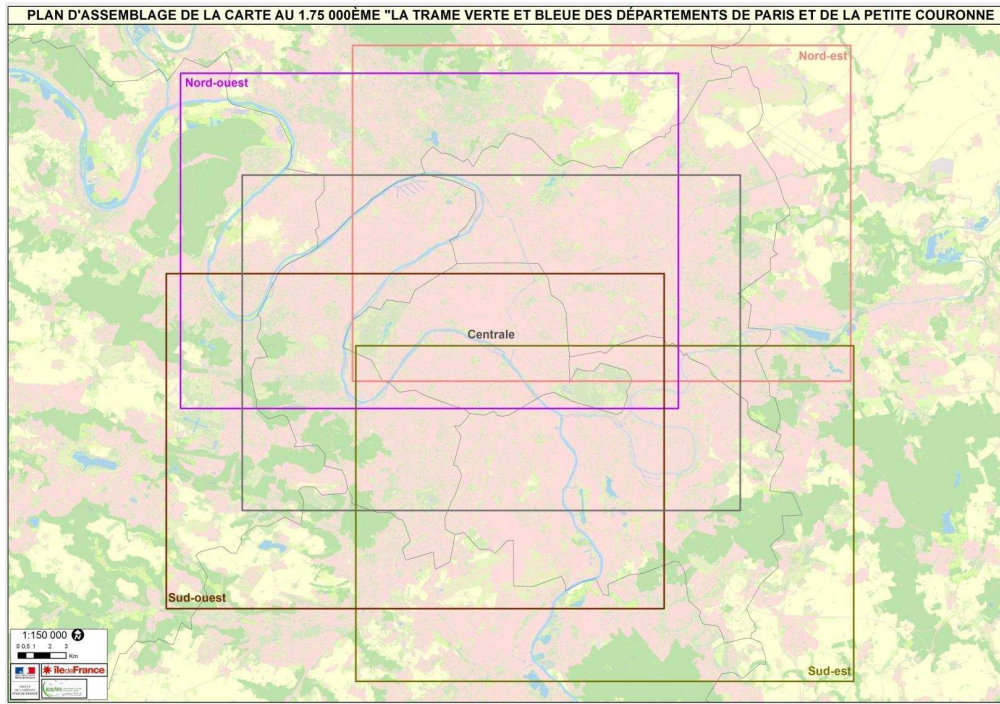 PLAN D'ASSEMBLAGE DE LA CARTE AU 1.75 000ÈME "LA TRAME VERTE ET BLEUE DES DÉPARTEMENTS DE PARIS ET DE LA PETITE COURONNE
Nord-est
Nord-ouest
Centrale
Sud-ouest
Sud-est
1:150 000
0 0,5 1 2 3
Km
îledeFrance